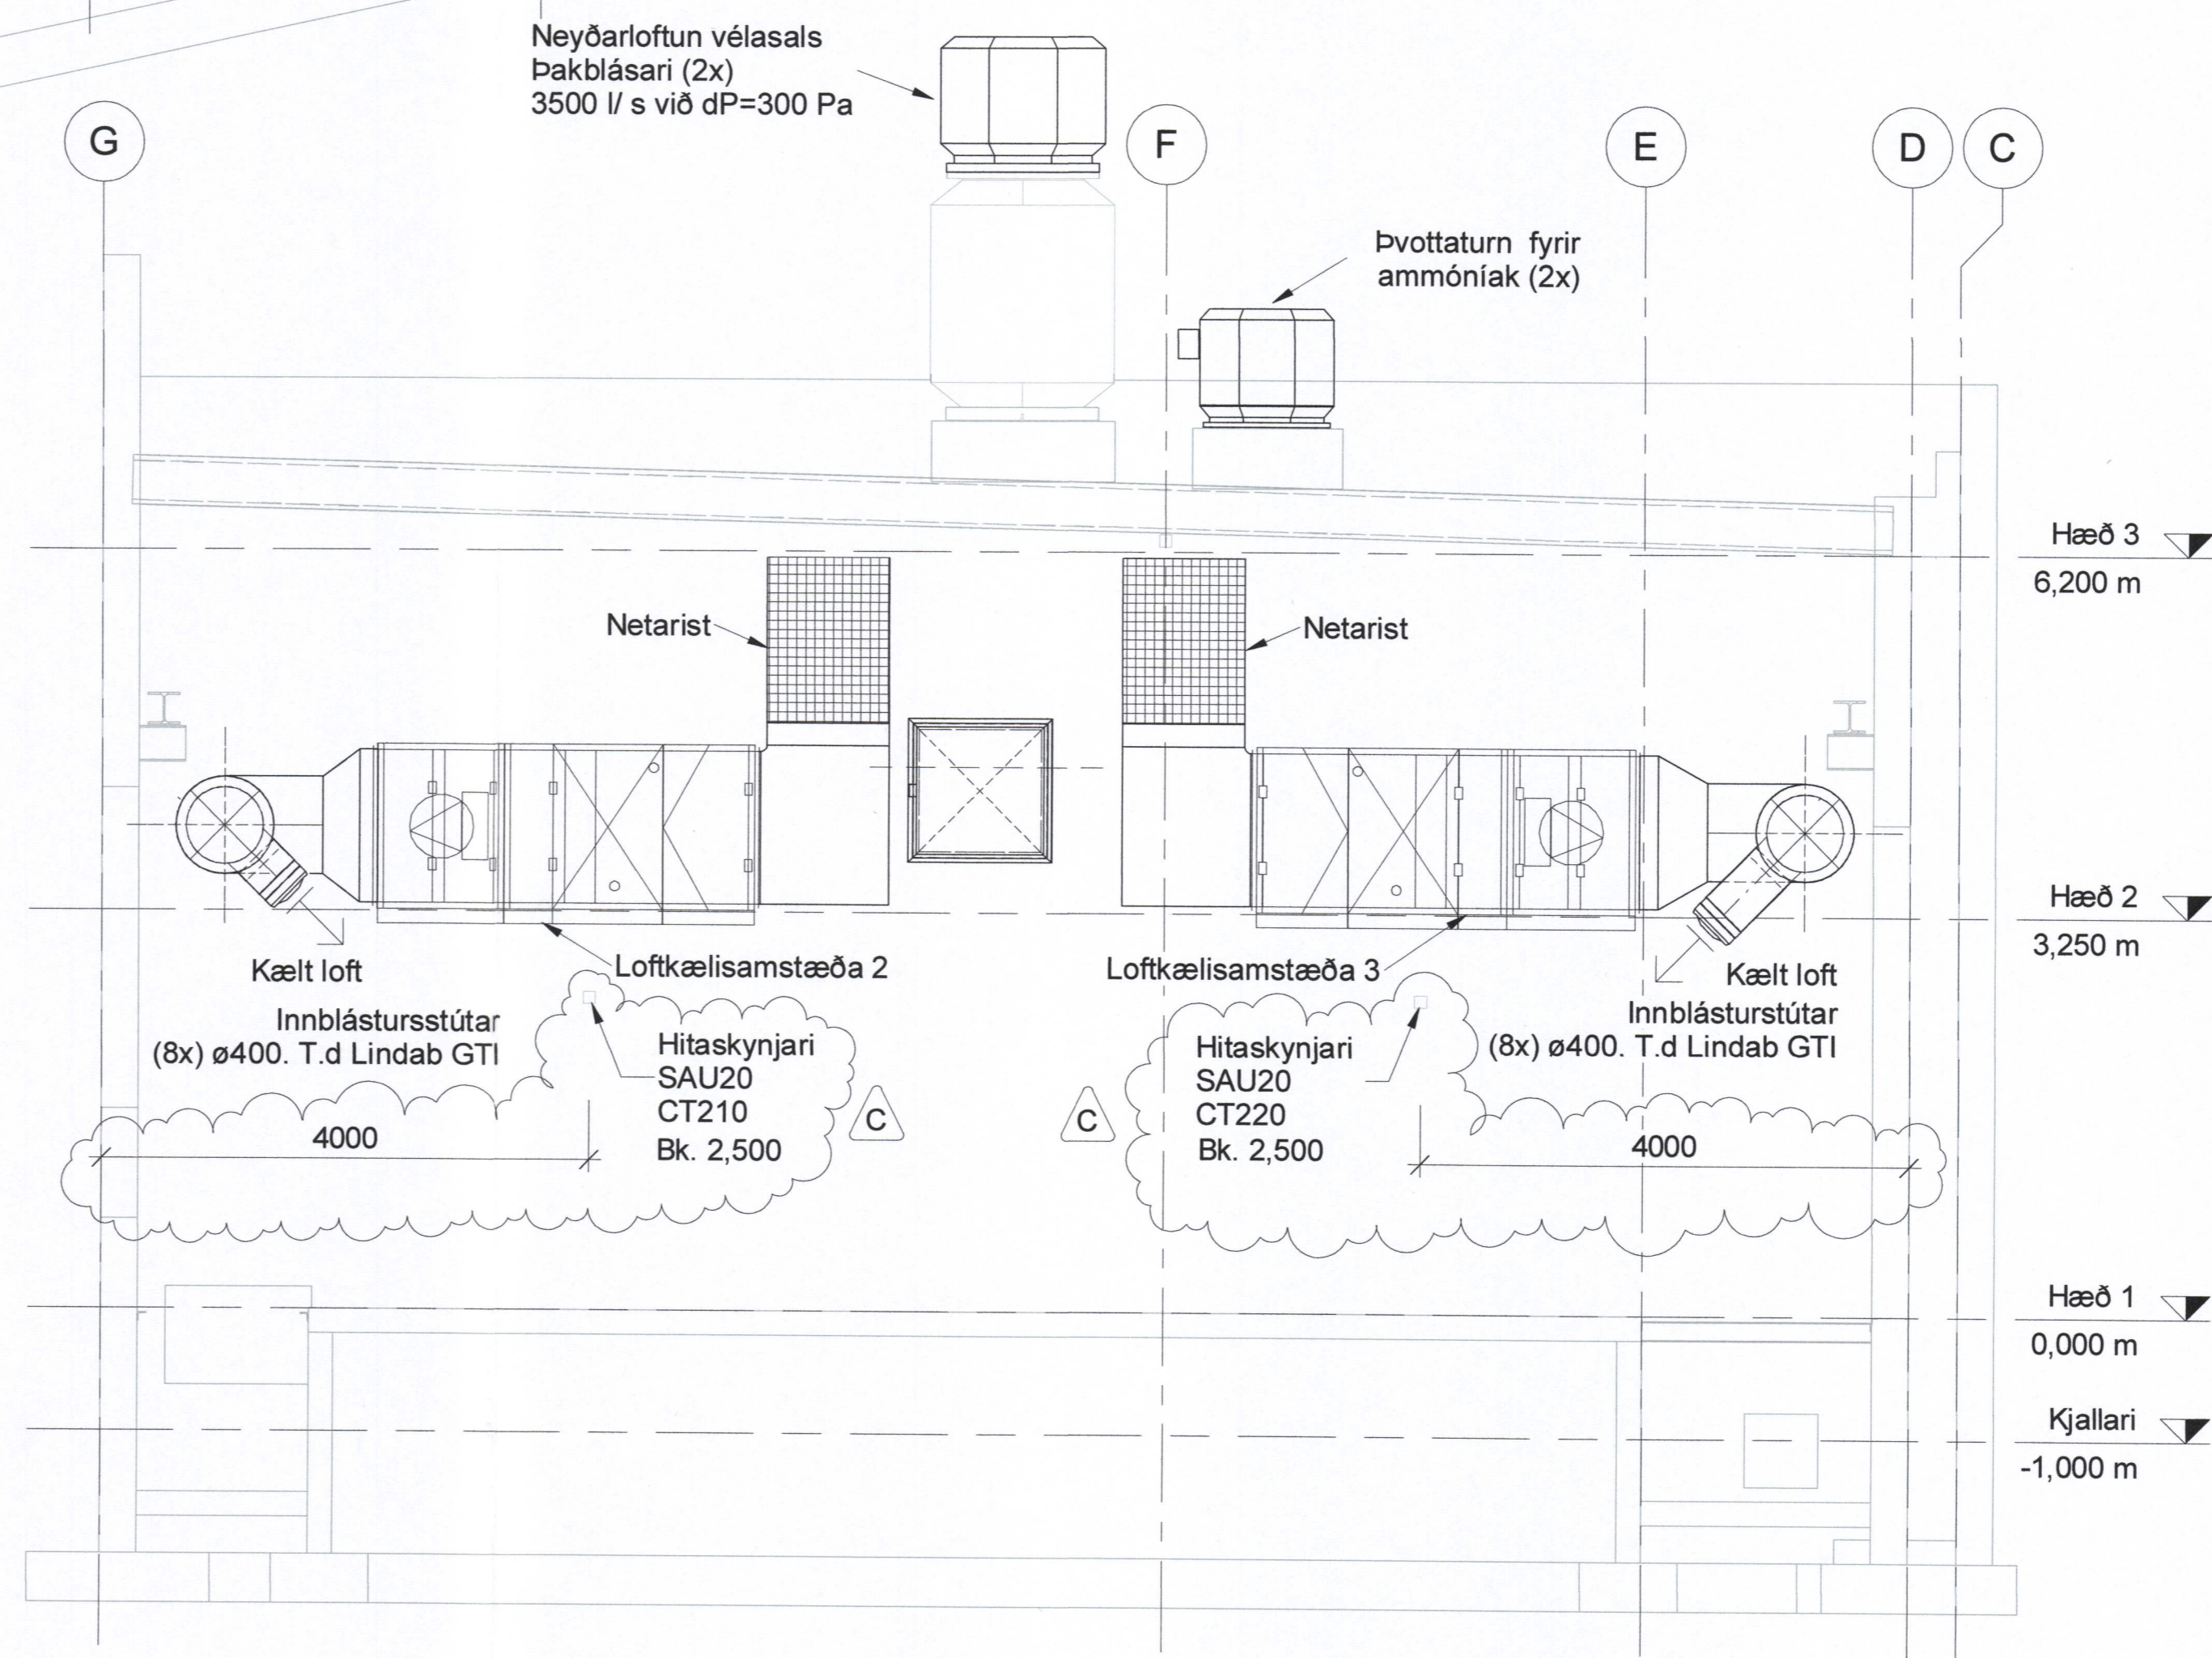 Neyðarloftun vélasals
Þakblásari (2x)
3500 l/ s við dP=300 Pa
G
F
E
D
C
Þvottaturn fyrir
ammóníak (2x)
Hæð 3
6,200 m
Netarist
Netarist
Hæð 2
3,250 m
Kælt loft
Loftkælisamstæða 2
Loftkælisamstæða 3
Kælt loft
Innblástursstútar
(8x) ø400. T.d Lindab GTI
Hitaskynjari
SAU20
CT210
Bk. 2,500
C
C
Hitaskynjari
SAU20
CT220
Bk. 2,500
Innblásturstútar
(8x) ø400. T.d Lindab GTI
4000
4000
Hæð 1
0,000 m
Kjallari
-1,000 m